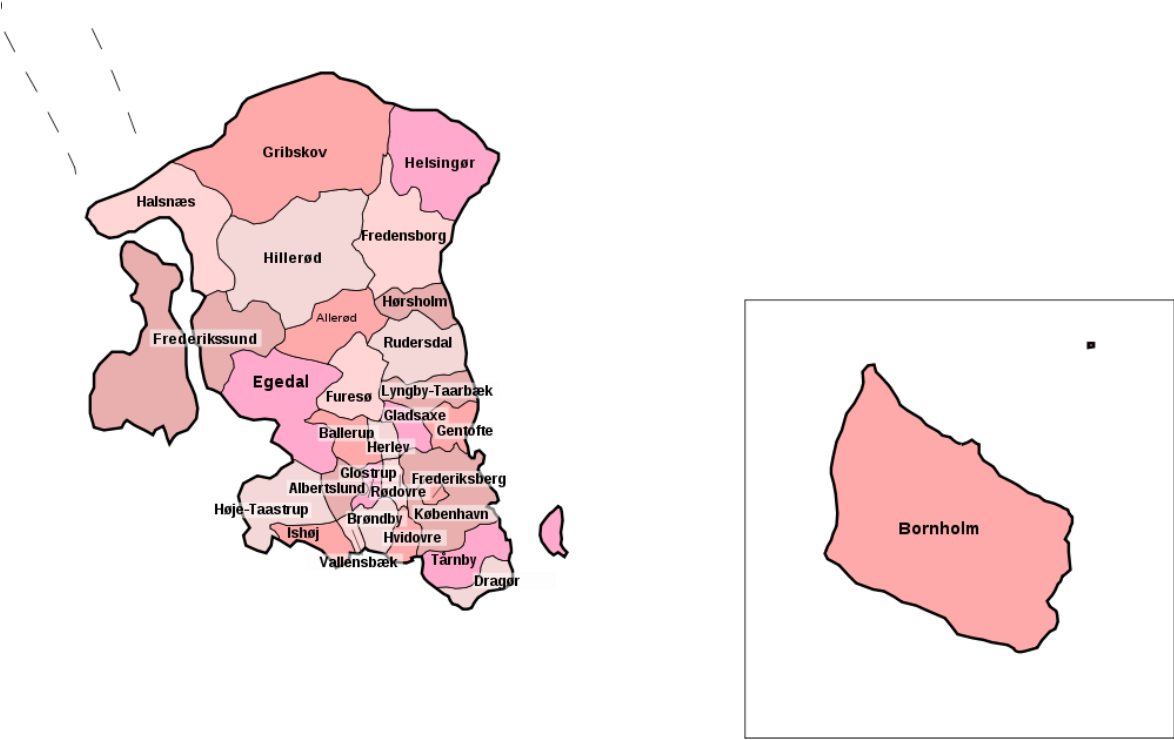 Gribskov
Helsingør
Halsnæs
Fredensborg
Hillerød
Hørsholm
Allerød
Frederikssund
Rudersdal
Egedal
Lyngby-Taarbæk
Furesø
Gladsaxe
Gentofte
Ballerup
Herlev
Glostrup
Frederiksberg
Albertslund
Rødovre
Høje-Taastrup
København
Brøndby
Ishøj
Hvidovre
Vallensbæk
Tårnby
Dragør
Bornholm